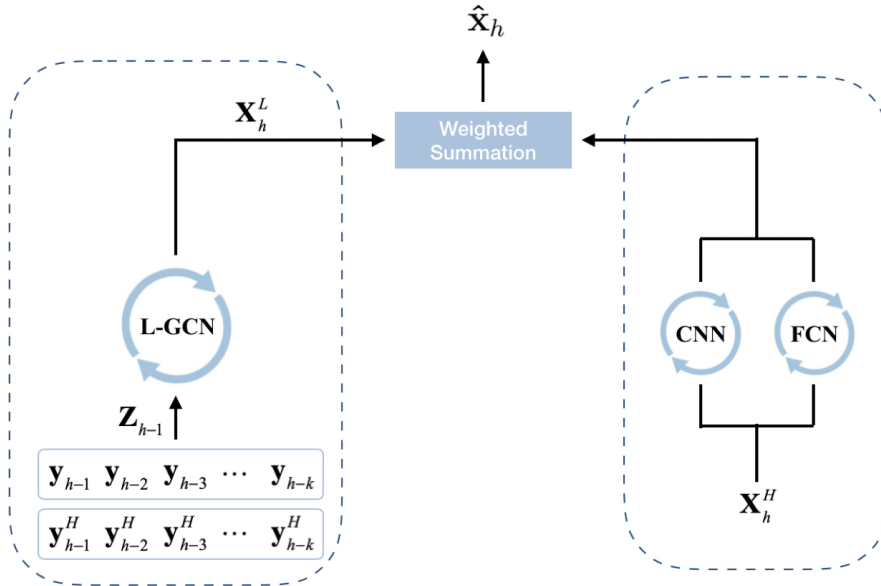 x̂_h
X_h^L
Weighted
Summation
L-GCN
CNN
FCN
Z_{h-1}
y_{h-1} y_{h-2} y_{h-3} ⋯ y_{h-k}
X_h^H
y_{h-1}^H y_{h-2}^H y_{h-3}^H ⋯ y_{h-k}^H